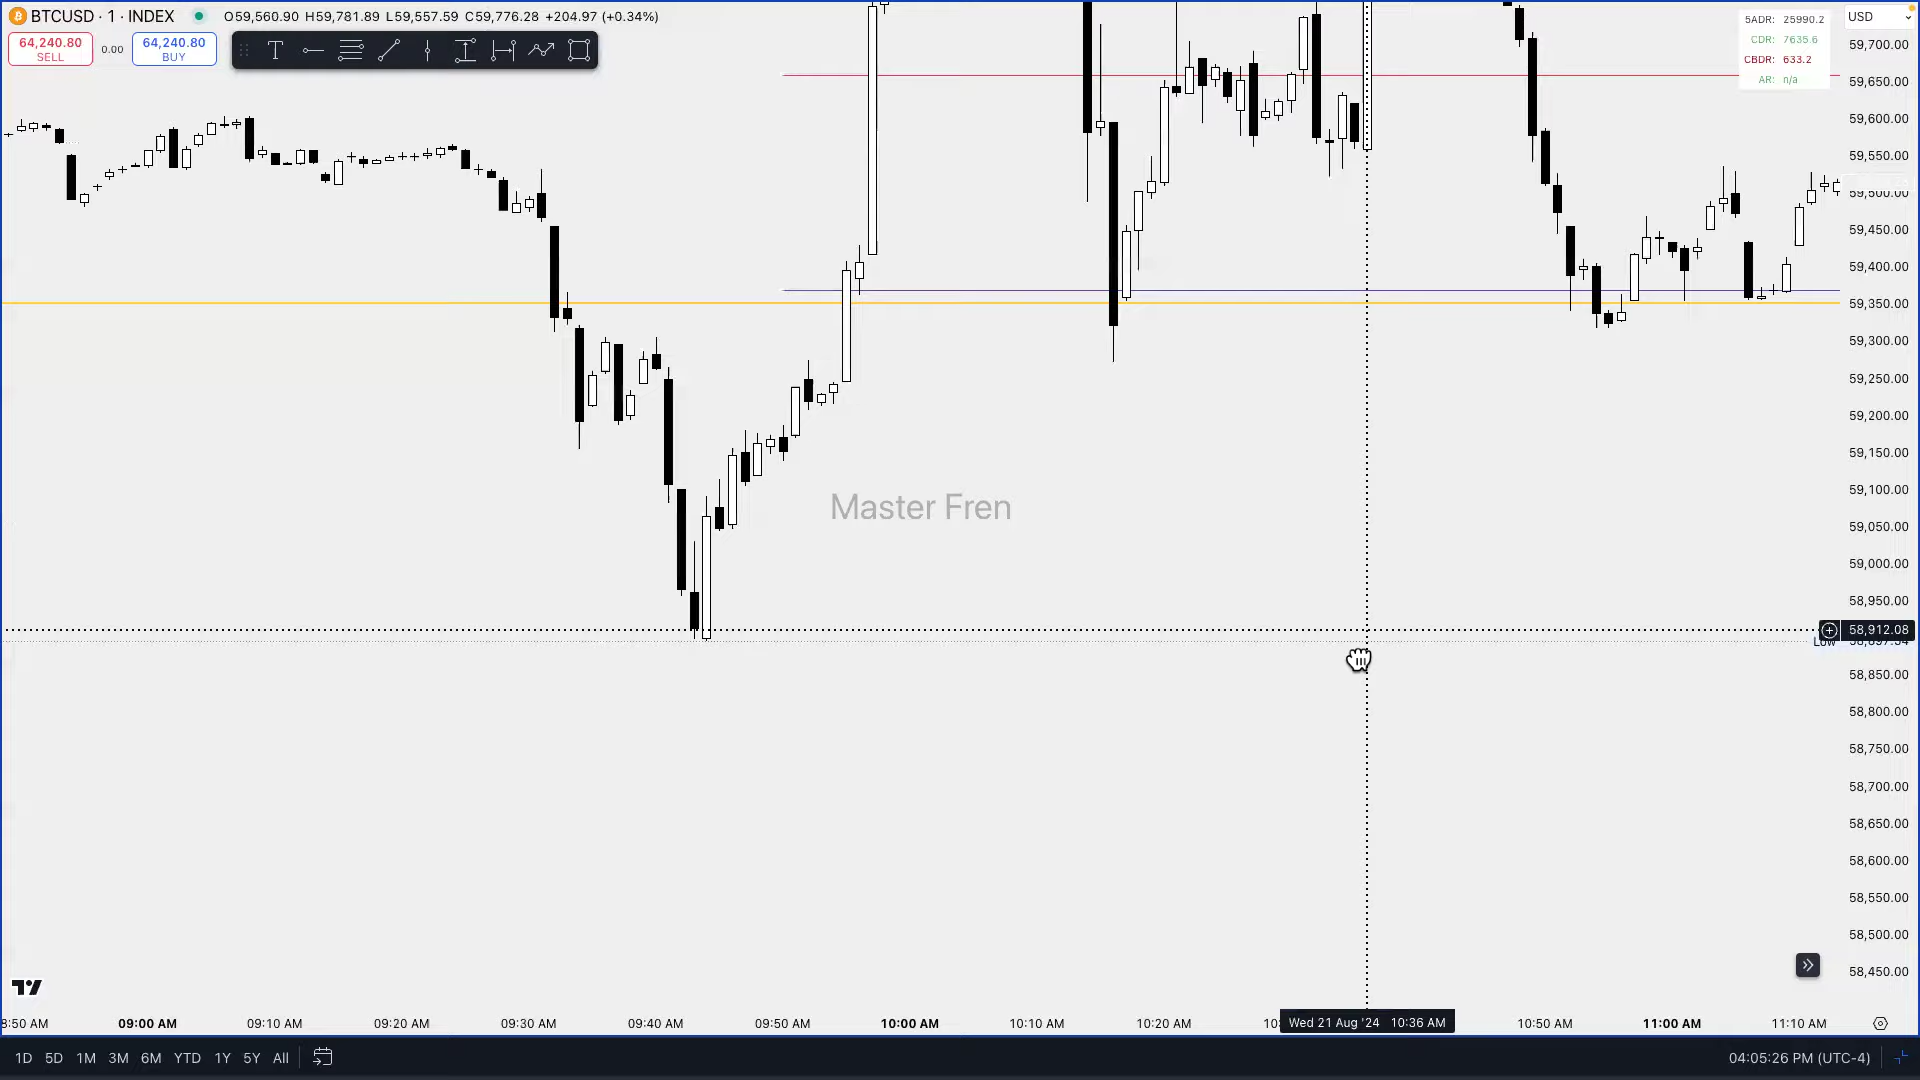 BTCUSD · 1 · INDEX O59,560.90 H59,781.89 L59,557.59 C59,776.28 +204.97 (+0.34%)
64,240.80
SELL
0.00
64,240.80
BUY
5ADR: 25990.2
CDR: 7635.6
CBDR: 633.2
AR: n/a
USD
59,700.00
59,650.00
59,600.00
59,550.00
59,500.00
59,450.00
59,400.00
59,350.00
59,300.00
59,250.00
59,200.00
59,150.00
59,100.00
59,050.00
59,000.00
58,950.00
58,912.08
Low
58,850.00
58,800.00
58,750.00
58,700.00
58,650.00
58,600.00
58,550.00
58,500.00
58,450.00
Master Fren
8:50 AM 09:00 AM 09:10 AM 09:20 AM 09:30 AM 09:40 AM 09:50 AM 10:00 AM 10:10 AM 10:20 AM Wed 21 Aug '24 10:36 AM 10:50 AM 11:00 AM 11:10 AM
1D 5D 1M 3M 6M YTD 1Y 5Y All
04:05:26 PM (UTC-4)